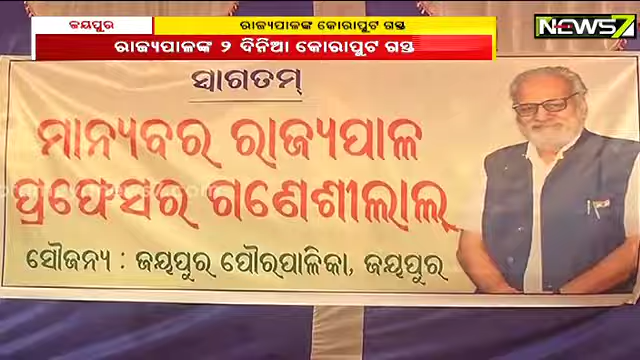 ଜୟପୁର
ରାଜ୍ୟପାଳଙ୍କ କୋରାପୁଟ ଗସ୍ତ
NEWS7
ରାଜ୍ୟପାଳଙ୍କ ୨ ଦିନିଆ କୋରାପୁଟ ଗସ୍ତ
ସ୍ୱାଗତମ୍
ମାନ୍ୟବର ରାଜ୍ୟପାଳ
ପ୍ରଫେସର ଗଣେଶୀଲାଲ୍
ସୌଜନ୍ୟ : ଜୟପୁର ପୌରପାଳିକା, ଜୟପୁର